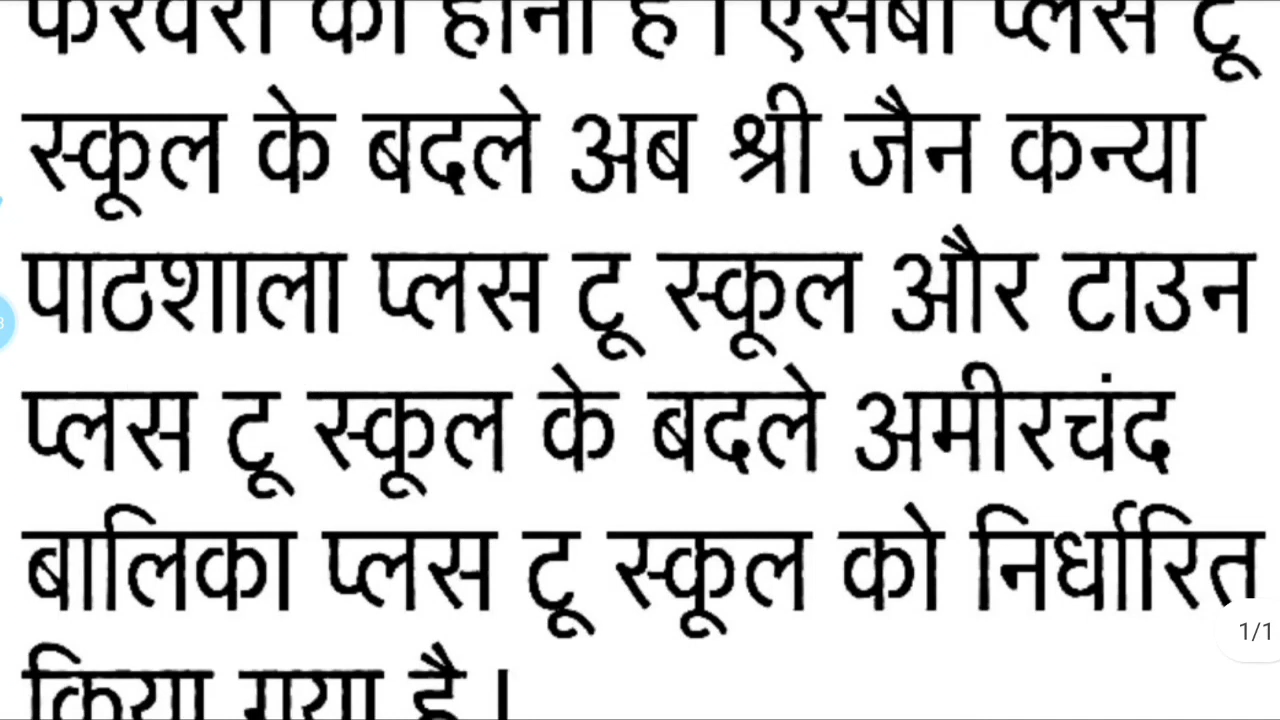 फरवरी को होना है। एसबी प्लस टू
स्कूल के बदले अब श्री जैन कन्या
पाठशाला प्लस टू स्कूल और टाउन
प्लस टू स्कूल के बदले अमीरचंद
बालिका प्लस टू स्कूल को निर्धारित
1/1
किया गया है।